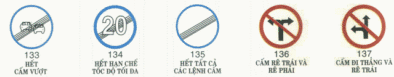 20
133
HẾT
CẤM VƯỢT
134
HẾT HẠN CHẾ
TỐC ĐỘ TỐI ĐA
135
HẾT TẤT CẢ
CÁC LỆNH CẤM
136
CẤM RẼ TRÁI VÀ
RẼ PHẢI
137
CẤM ĐI THẲNG VÀ
RẼ TRÁI